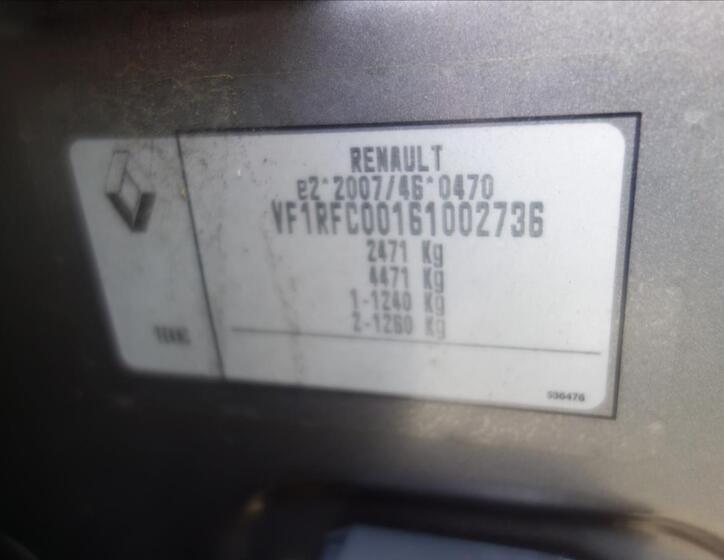 RENAULT
e2*2007/46*0470
VF1RFC00161002736
2471 Kg
4471 Kg
1-1240 Kg
2-1260 Kg
536476